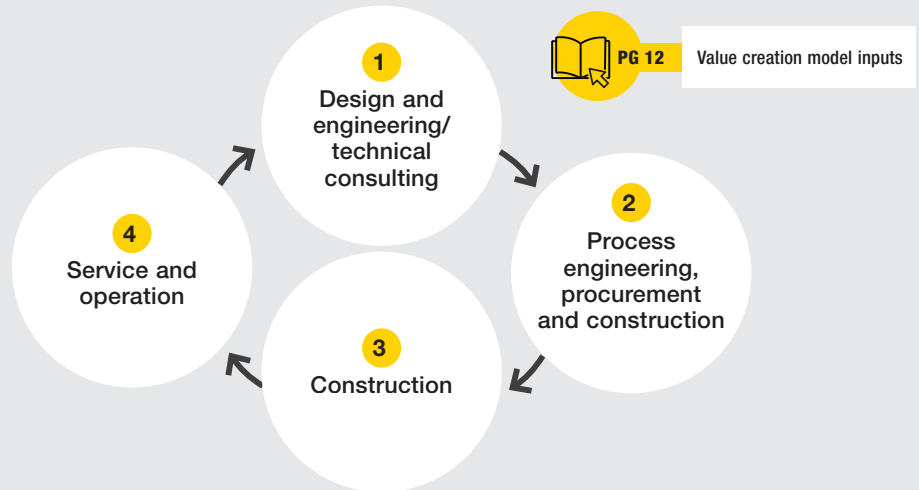 1
Design and
engineering/
technical
consulting
PG 12
Value creation model inputs
2
Process
engineering,
procurement
and construction
3
Construction
4
Service and
operation